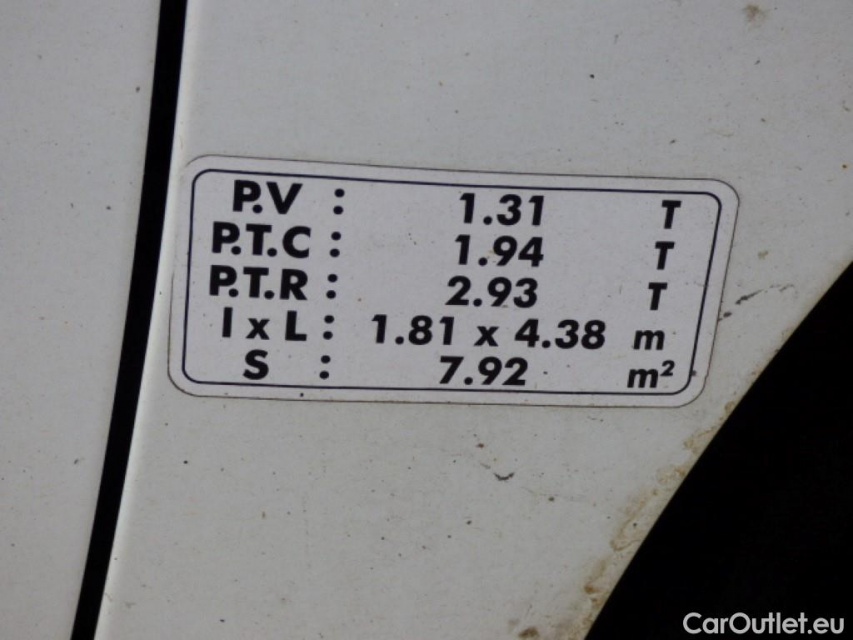 P.V : 1.31 T
P.T.C : 1.94 T
P.T.R : 2.93 T
l x L : 1.81 x 4.38 m
S : 7.92 m²
CarOutlet.eu